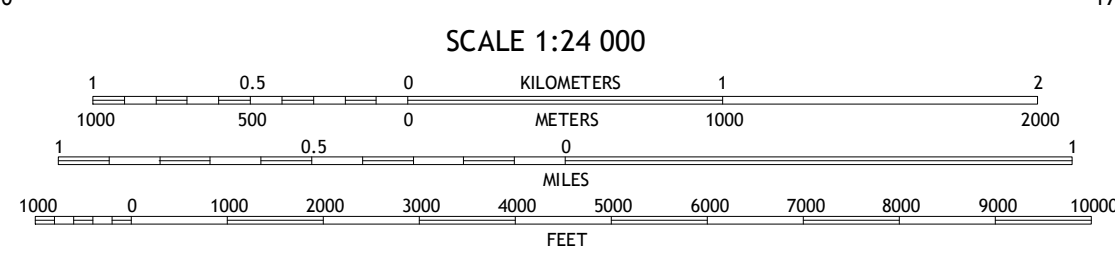 SCALE 1:24 000
1 0.5 0 KILOMETERS 1 2
1000 500 0 METERS 1000 2000
1 0.5 0 1
MILES
1000 0 1000 2000 3000 4000 5000 6000 7000 8000 9000 10000
FEET